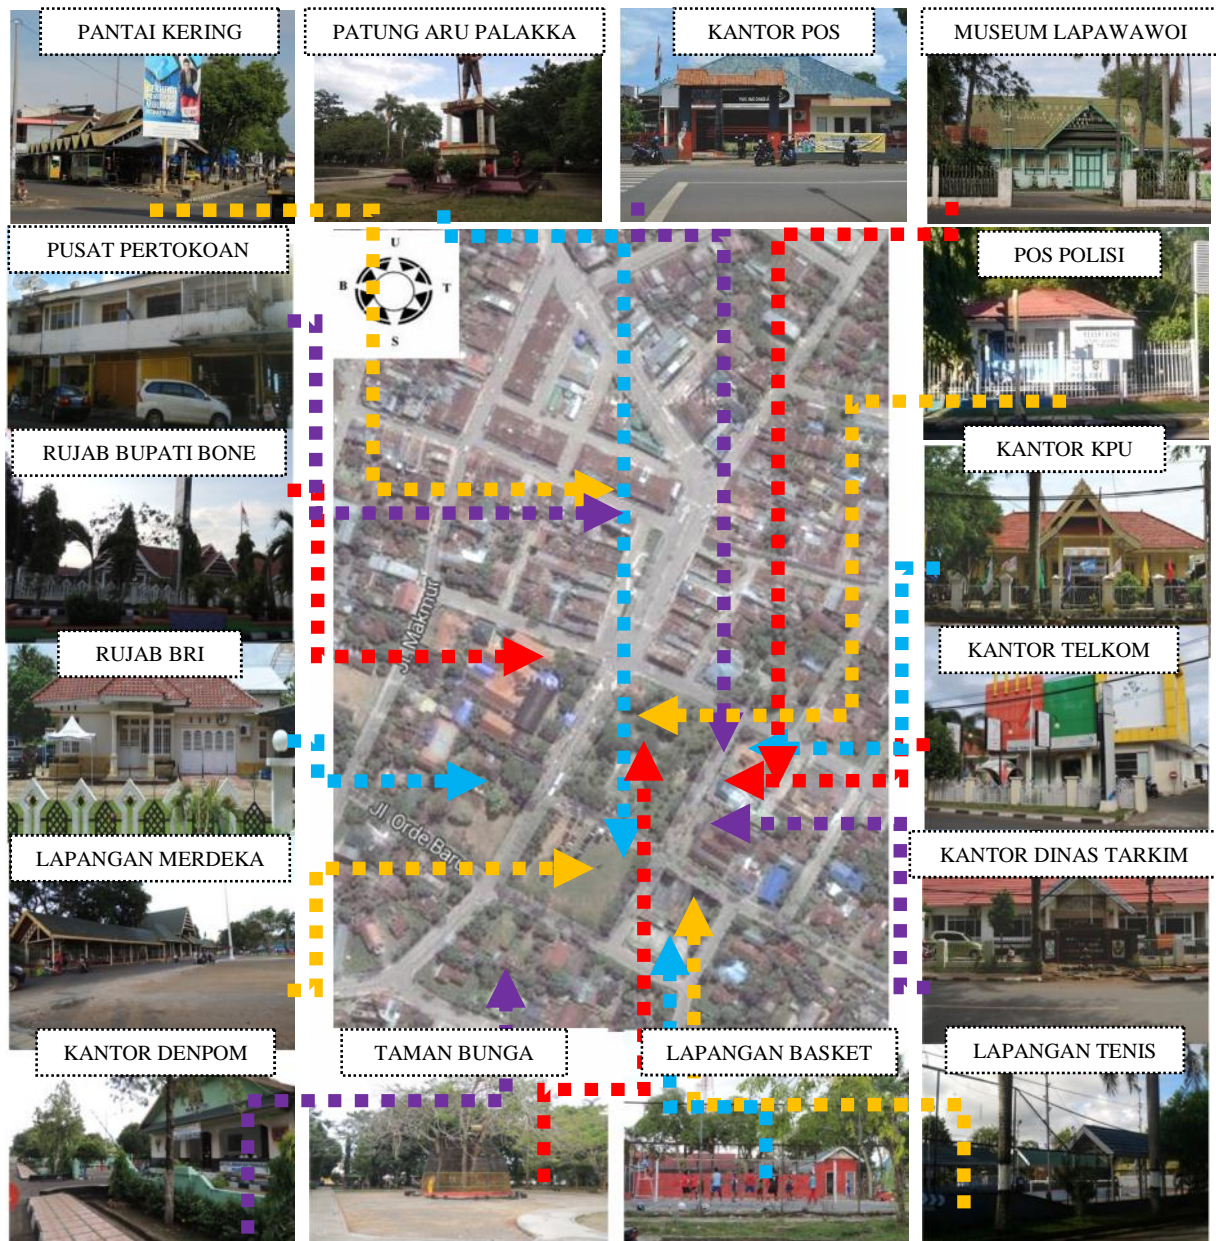 PANTAI KERING
PATUNG ARU PALAKKA
KANTOR POS
MUSEUM LAPAWAWOI
PUSAT PERTOKOAN
U
B T
S
POS POLISI
RUJAB BUPATI BONE
KANTOR KPU
Jl. Makmur
RUJAB BRI
KANTOR TELKOM
Jl. Orde Baru
LAPANGAN MERDEKA
KANTOR DINAS TARKIM
KANTOR DENPOM
TAMAN BUNGA
LAPANGAN BASKET
LAPANGAN TENIS